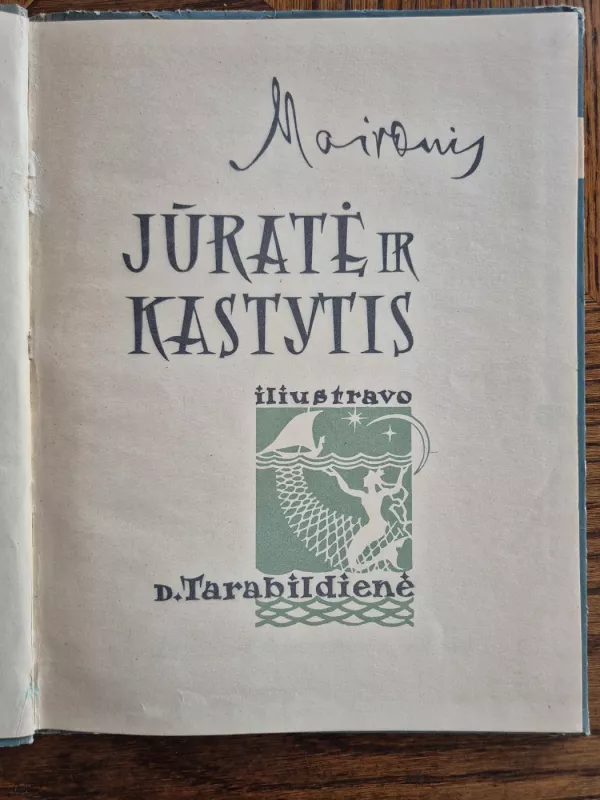 Maironis
JŪRATĖ IR
KASTYTIS
iliustravo
D. Tarabildienė